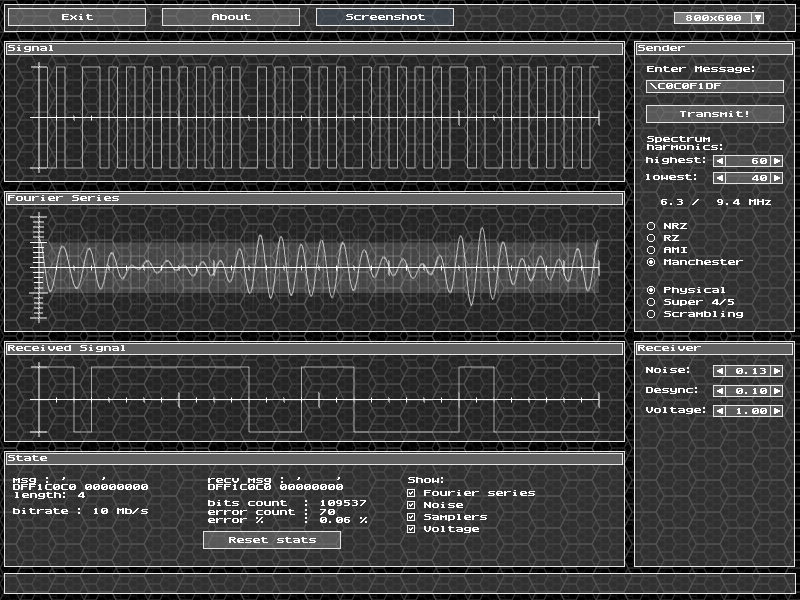 Exit
About
Screenshot
800x600
Signal
Sender
Enter Message:
\C0C0F1DF
Transmit!
Spectrum
harmonics:
highest: 60
lowest: 40
6.3 / 9.4 MHz
NRZ
RZ
AMI
Manchester
Physical
Super 4/5
Scrambling
Fourier Series
Received Signal
Receiver
Noise: 0.13
Desync: 0.10
Voltage: 1.00
State
msg : ' '
DFF1C0C0 00000000
length: 4
bitrate : 10 Mb/s
recv msg : ' '
DFF1C0C0 00000000
bits count : 109537
error count : 70
error % : 0.06 %
Reset stats
Show:
Fourier series
Noise
Samplers
Voltage